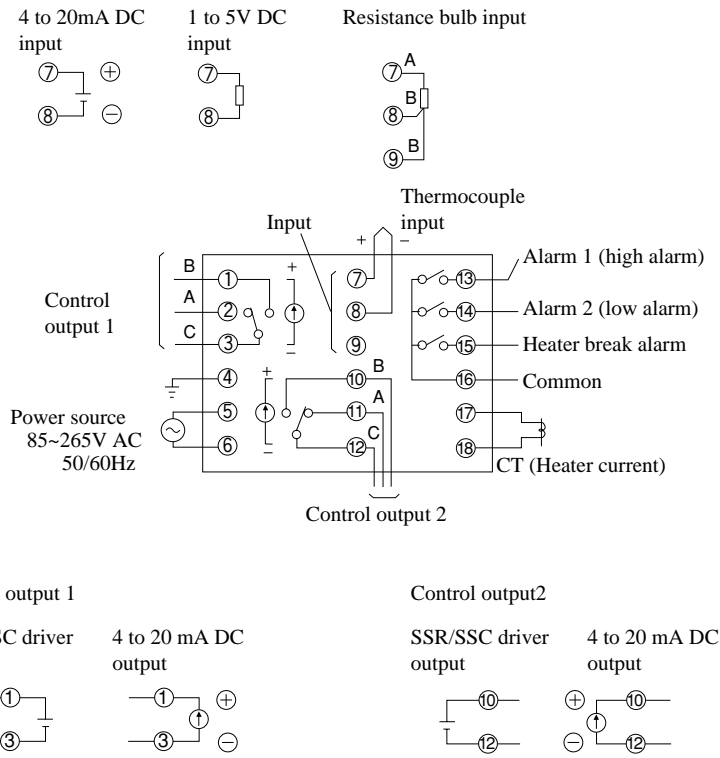 4 to 20mA DC
input
1 to 5V DC
input
Resistance bulb input
7
8
+
−
7
8
A
7
B
8
B
9
Thermocouple
input
Input
+ −
Control
output 1
B
A
C
1
2
3
4
5
6
+
−
+
−
7
8
9
10
11
12
B
A
C
13
14
15
16
17
18
Alarm 1 (high alarm)
Alarm 2 (low alarm)
Heater break alarm
Common
CT (Heater current)
Power source
85~265V AC
50/60Hz
Control output 2
output 1
C driver
4 to 20 mA DC
output
1
3
1
3
+
−
Control output2
SSR/SSC driver
output
4 to 20 mA DC
output
10
12
+
−
10
12